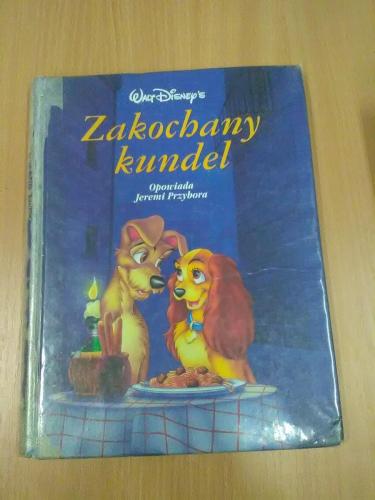 Walt Disney's
Zakochany
kundel
Opowiada
Jeremi Przybora